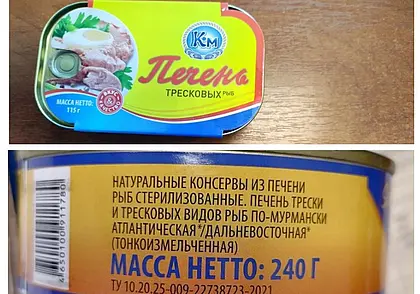 КМ
Печень
ТРЕСКОВЫХ РЫБ
МАССА НЕТТО:
115 г
НАТУРАЛЬНЫЕ КОНСЕРВЫ ИЗ ПЕЧЕНИ
РЫБ СТЕРИЛИЗОВАННЫЕ. ПЕЧЕНЬ ТРЕСКИ
И ТРЕСКОВЫХ ВИДОВ РЫБ ПО-МУРМАНСКИ
АТЛАНТИЧЕСКАЯ*/ДАЛЬНЕВОСТОЧНАЯ*
(ТОНКОИЗМЕЛЬЧЕННАЯ)
МАССА НЕТТО: 240 Г
ТУ 10.20.25-009-22738723-2021
4650100911780